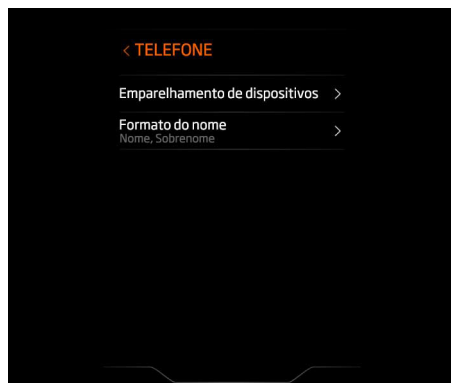 < TELEFONE
Emparelhamento de dispositivos >
Formato do nome >
Nome, Sobrenome